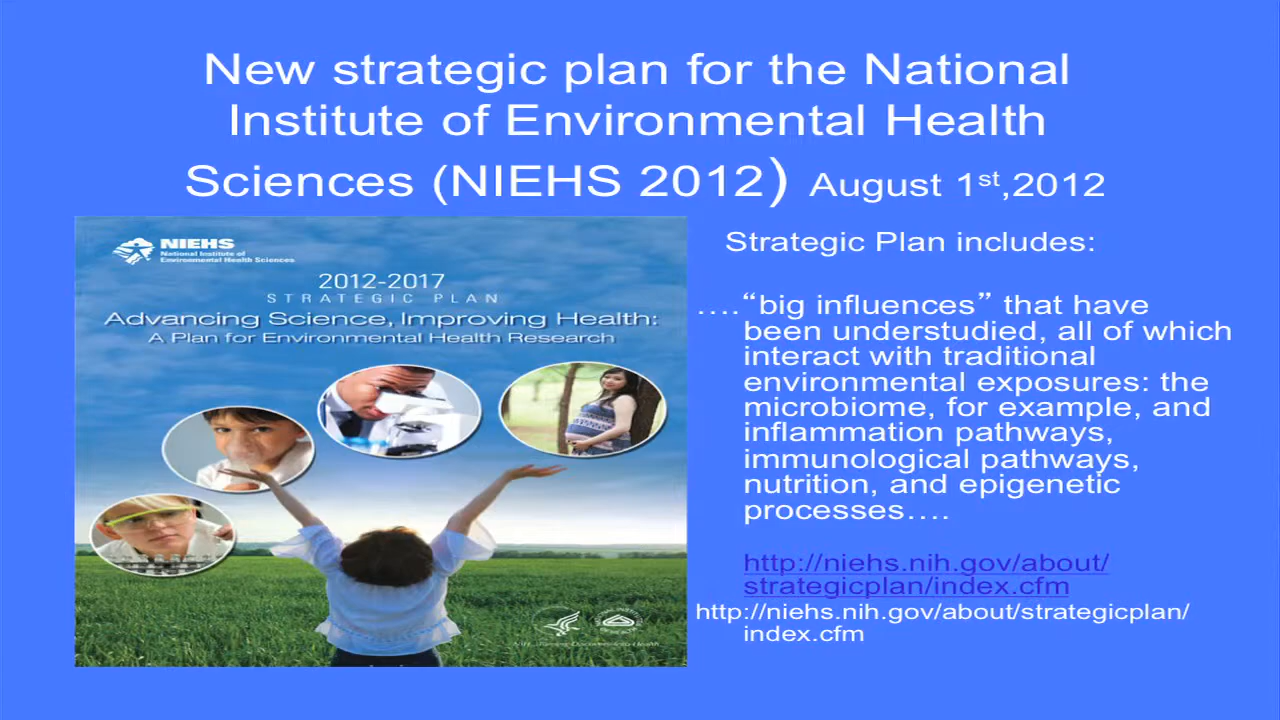 New strategic plan for the National
Institute of Environmental Health
Sciences (NIEHS 2012) August 1st,2012
NIEHS
National Institute of
Environmental Health Sciences
2012-2017
STRATEGIC PLAN
Advancing Science, Improving Health:
A Plan for Environmental Health Research
Strategic Plan includes:
....“big influences” that have
been understudied, all of which
interact with traditional
environmental exposures: the
microbiome, for example, and
inflammation pathways,
immunological pathways,
nutrition, and epigenetic
processes....
http://niehs.nih.gov/about/
strategicplan/index.cfm
http://niehs.nih.gov/about/strategicplan/
index.cfm